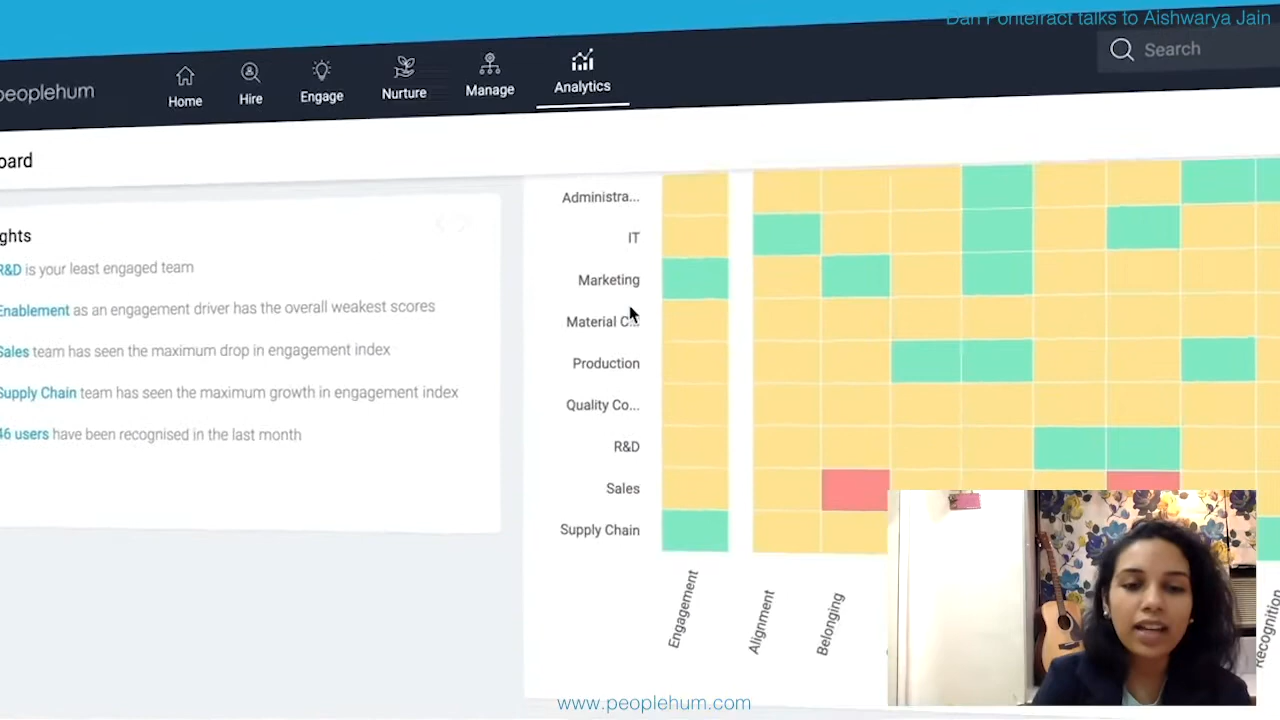 Dan Pontefract talks to Aishwarya Jain
peoplehum
Home
Hire
Engage
Nurture
Manage
Analytics
Search
oard
ghts
R&D is your least engaged team
Enablement as an engagement driver has the overall weakest scores
Sales team has seen the maximum drop in engagement index
Supply Chain team has seen the maximum growth in engagement index
46 users have been recognised in the last month
Administra...
IT
Marketing
Material C...
Production
Quality Co...
R&D
Sales
Supply Chain
Engagement
Alignment
Belonging
Recognition
www.peoplehum.com